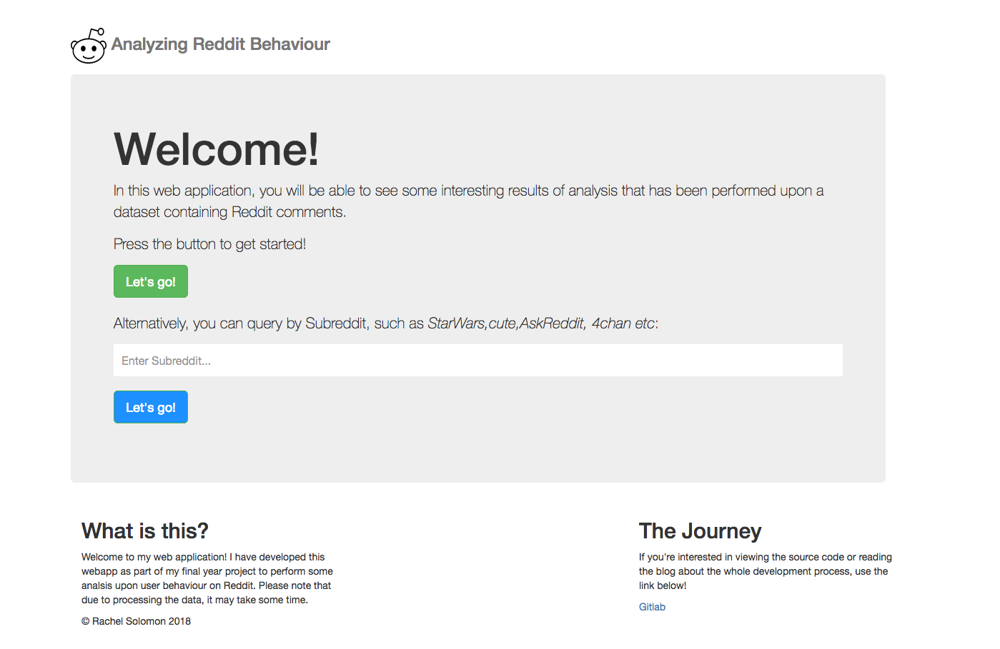 Analyzing Reddit Behaviour
Welcome!
In this web application, you will be able to see some interesting results of analysis that has been performed upon a
dataset containing Reddit comments.
Press the button to get started!
Let's go!
Alternatively, you can query by Subreddit, such as StarWars,cute,AskReddit, 4chan etc:
Enter Subreddit...
Let's go!
What is this?
Welcome to my web application! I have developed this
webapp as part of my final year project to perform some
analsis upon user behaviour on Reddit. Please note that
due to processing the data, it may take some time.
© Rachel Solomon 2018
The Journey
If you're interested in viewing the source code or reading
the blog about the whole development process, use the
link below!
Gitlab